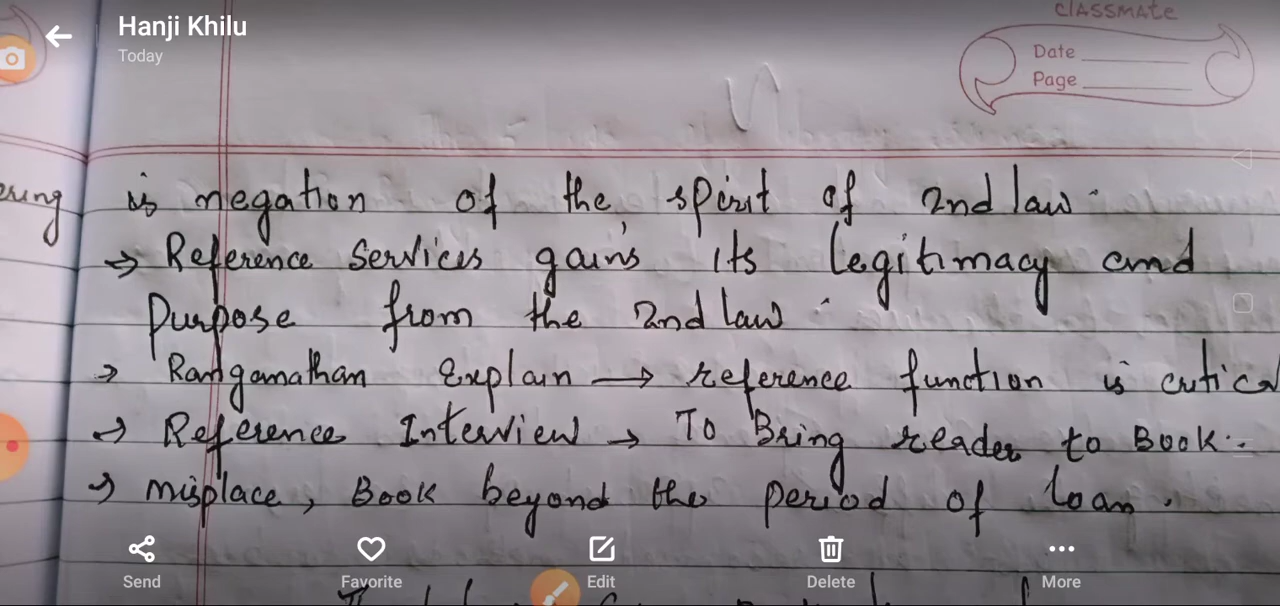 Hanji Khilu
Today
classmate
Date
Page
is negation of the spirit of 2nd law.
→ Reference Services gains its legitimacy and
Purpose from the 2nd law
→ Ranganathan Explain → reference function is critical
→ Reference Interview → To Bring reader to Book.
→ misplace, Book beyond the period of loan.
Send
Favorite
Edit
Delete
More